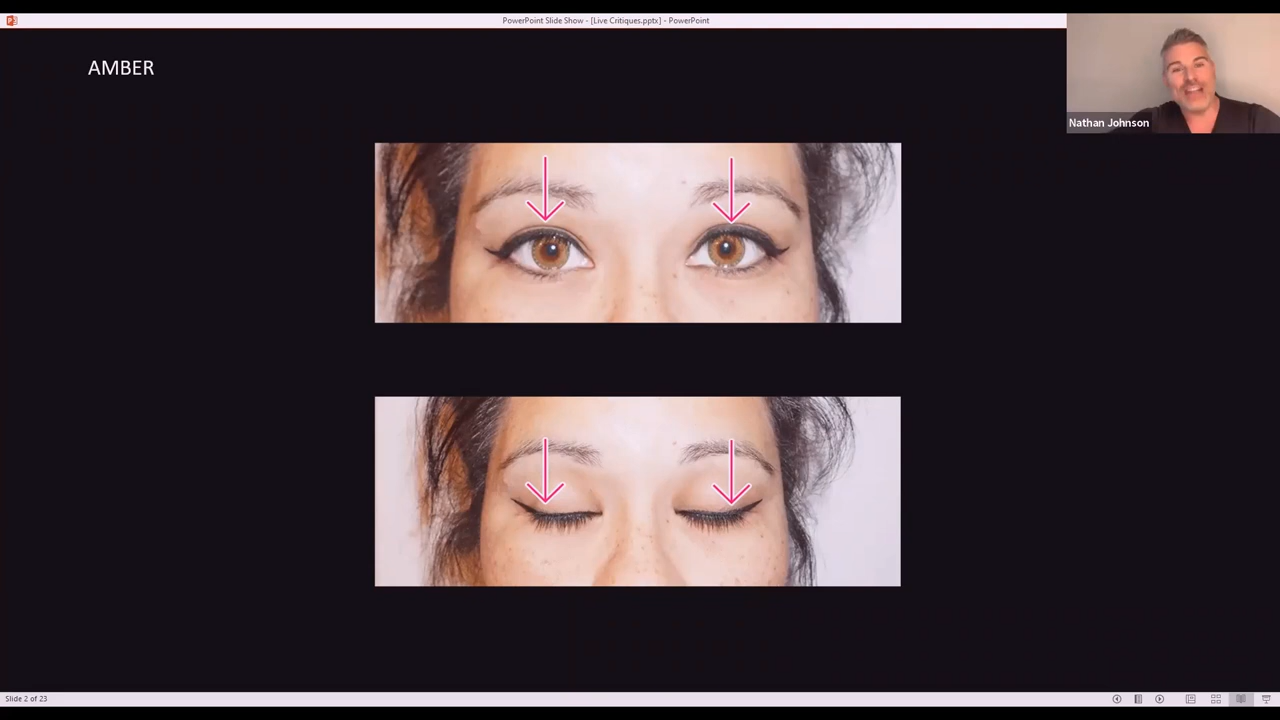 PowerPoint Slide Show - [Live Critiques.pptx] - PowerPoint
AMBER
Nathan Johnson
Slide 2 of 23